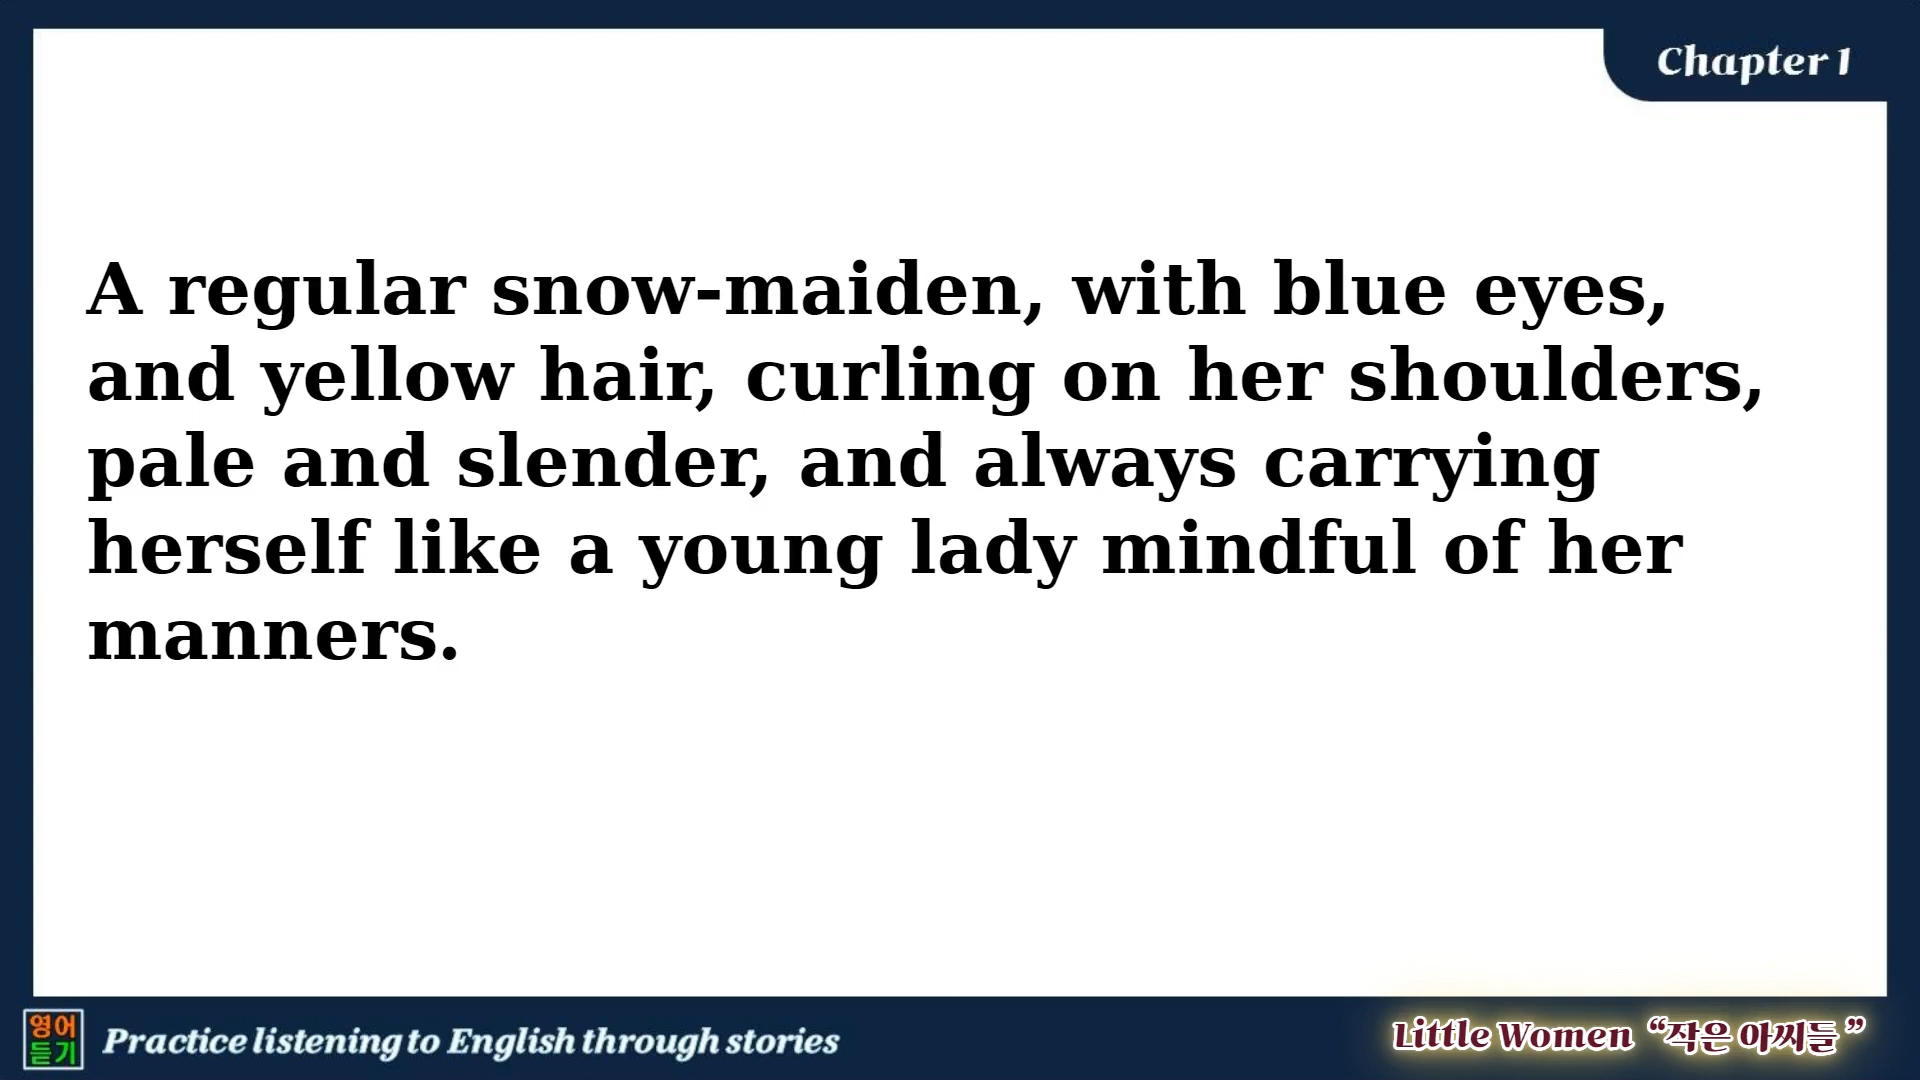 Chapter 1
A regular snow-maiden, with blue eyes,
and yellow hair, curling on her shoulders,
pale and slender, and always carrying
herself like a young lady mindful of her
manners.
영어
듣기
Practice listening to English through stories
Little Women “작은 아씨들”